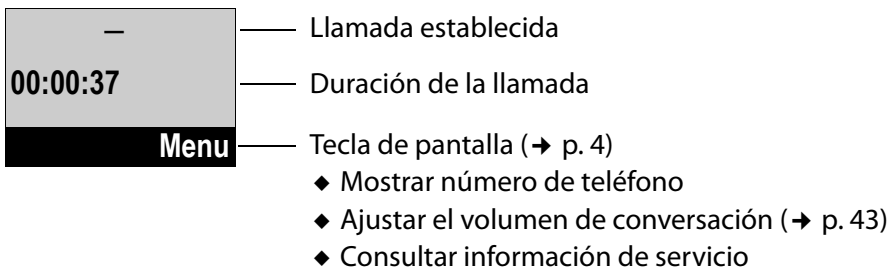 — Llamada establecida
00:00:37 Duración de la llamada
Menu Tecla de pantalla (➔ p. 4)
◆ Mostrar número de teléfono
◆ Ajustar el volumen de conversación (➔ p. 43)
◆ Consultar información de servicio